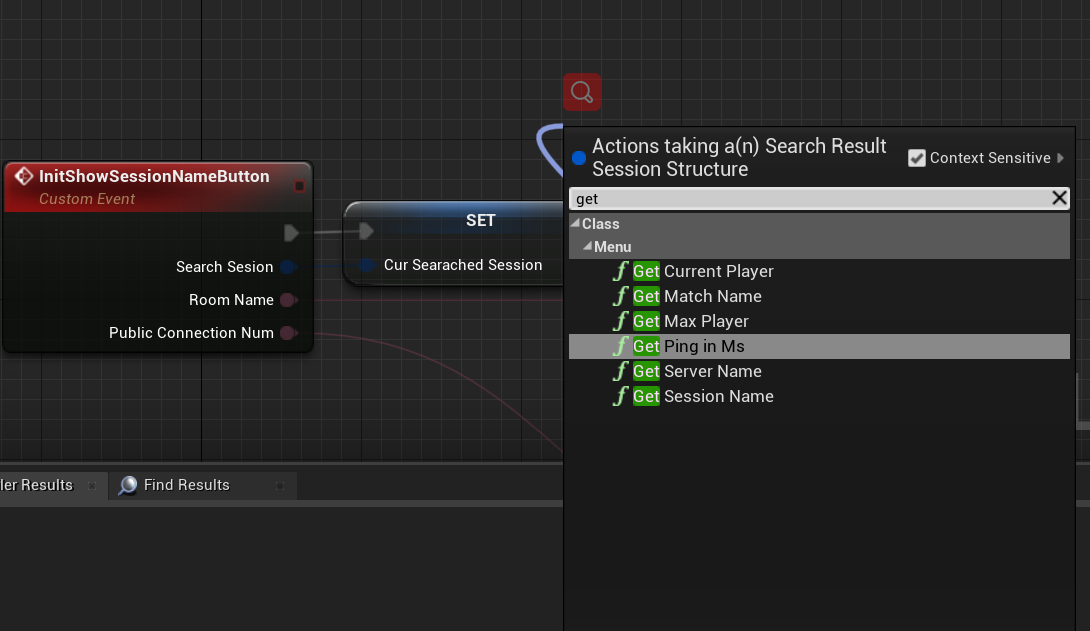 InitShowSessionNameButton
Custom Event
Search Sesion
Room Name
Public Connection Num
SET
Cur Searached Session
Actions taking a(n) Search Result
Session Structure
Context Sensitive
get
Class
Menu
Get Current Player
Get Match Name
Get Max Player
Get Ping in Ms
Get Server Name
Get Session Name
ler Results
Find Results